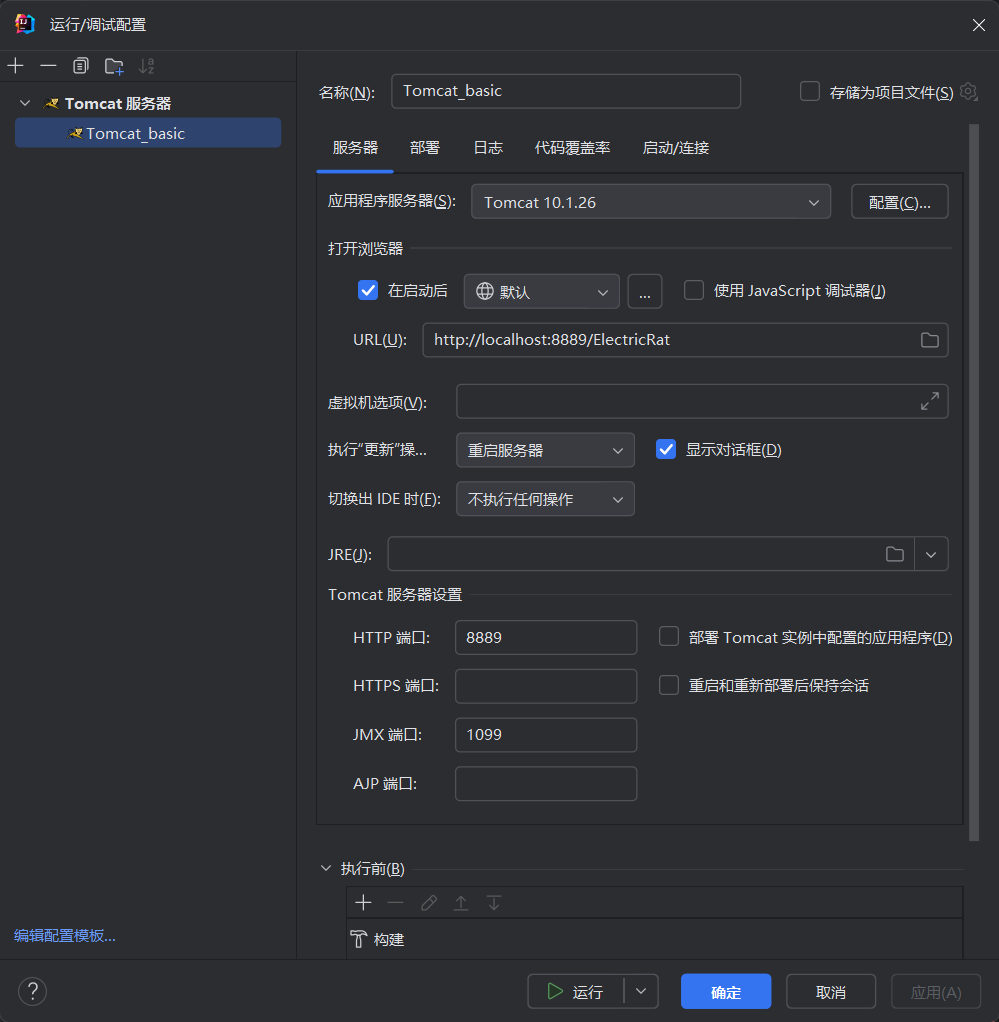 运行/调试配置
Tomcat 服务器
Tomcat_basic
编辑配置模板...
名称(N):
Tomcat_basic
存储为项目文件(S)
服务器 部署 日志 代码覆盖率 启动/连接
应用程序服务器(S):
Tomcat 10.1.26
配置(C)...
打开浏览器
在启动后
默认
...
使用 JavaScript 调试器(J)
URL(U):
http://localhost:8889/ElectricRat
虚拟机选项(V):
执行“更新”操...
重启服务器
显示对话框(D)
切换出 IDE 时(F):
不执行任何操作
JRE(J):
Tomcat 服务器设置
HTTP 端口:
8889
部署 Tomcat 实例中配置的应用程序(D)
HTTPS 端口:
重启和重新部署后保持会话
JMX 端口:
1099
AJP 端口:
执行前(B)
构建
?
运行
确定
取消
应用(A)